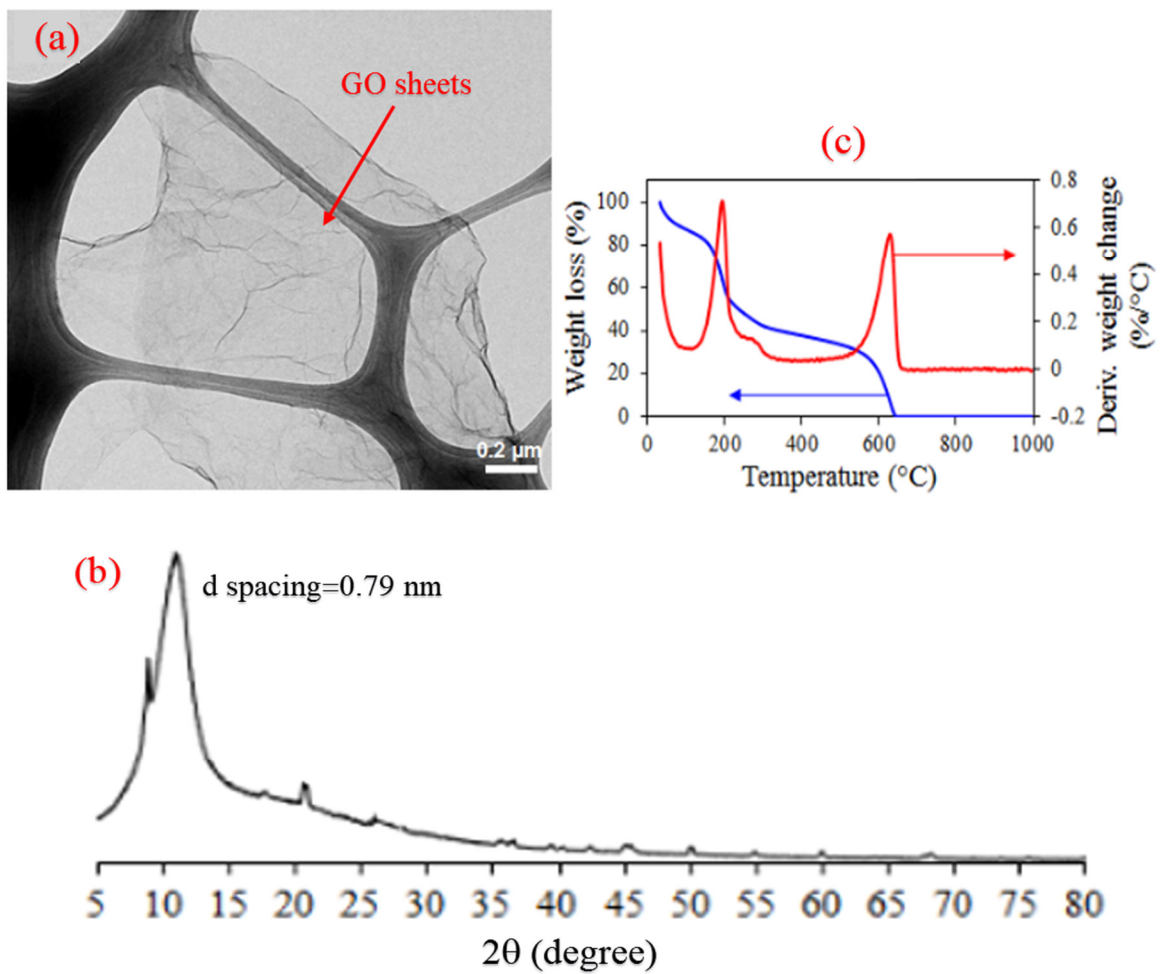 (a)
GO sheets
0.2 µm
(c)
Weight loss (%)
100
80
60
40
20
0
0.8
0.6
0.4
0.2
0
-0.2
Deriv. weight change
(%/°C)
0 200 400 600 800 1000
Temperature (°C)
(b)
d spacing=0.79 nm
5 10 15 20 25 30 35 40 45 50 55 60 65 70 75 80
2θ (degree)